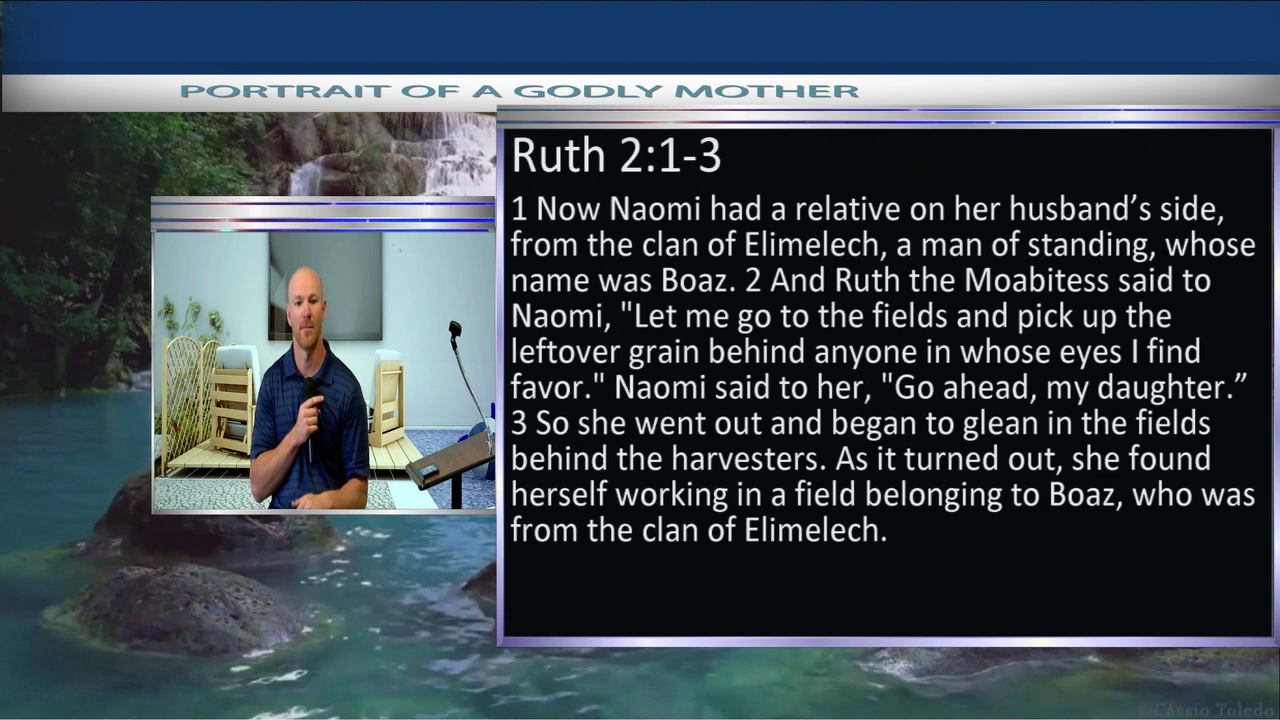 PORTRAIT OF A GODLY MOTHER
Ruth 2:1-3
1 Now Naomi had a relative on her husband’s side,
from the clan of Elimelech, a man of standing, whose
name was Boaz. 2 And Ruth the Moabitess said to
Naomi, "Let me go to the fields and pick up the
leftover grain behind anyone in whose eyes I find
favor." Naomi said to her, "Go ahead, my daughter.”
3 So she went out and began to glean in the fields
behind the harvesters. As it turned out, she found
herself working in a field belonging to Boaz, who was
from the clan of Elimelech.
©Cássio Toledo